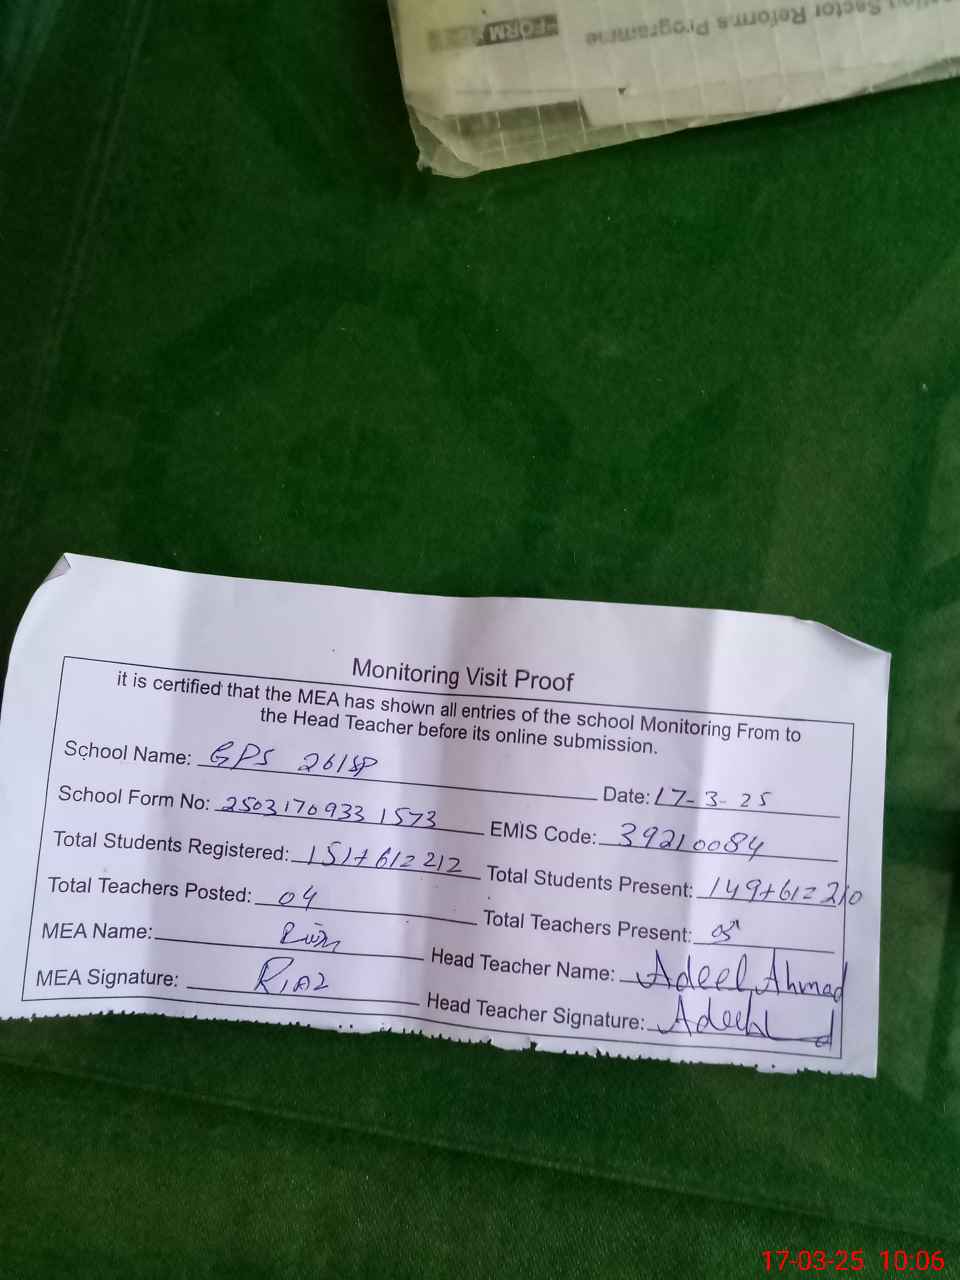 Sector Reforms Programme
FORM
Monitoring Visit Proof
it is certified that the MEA has shown all entries of the school Monitoring From to
the Head Teacher before its online submission.
School Name: GPS 261SP
Date: 17-3-25
School Form No: 2503170933 1573
EMIS Code: 39210084
Total Students Registered: 151+61=212
Total Students Present: 149+61=210
Total Teachers Posted: 04
Total Teachers Present: 03
MEA Name:
Head Teacher Name: Adeel Ahmad
MEA Signature: Riaz
Head Teacher Signature: Adeel
17-03-25 10:06